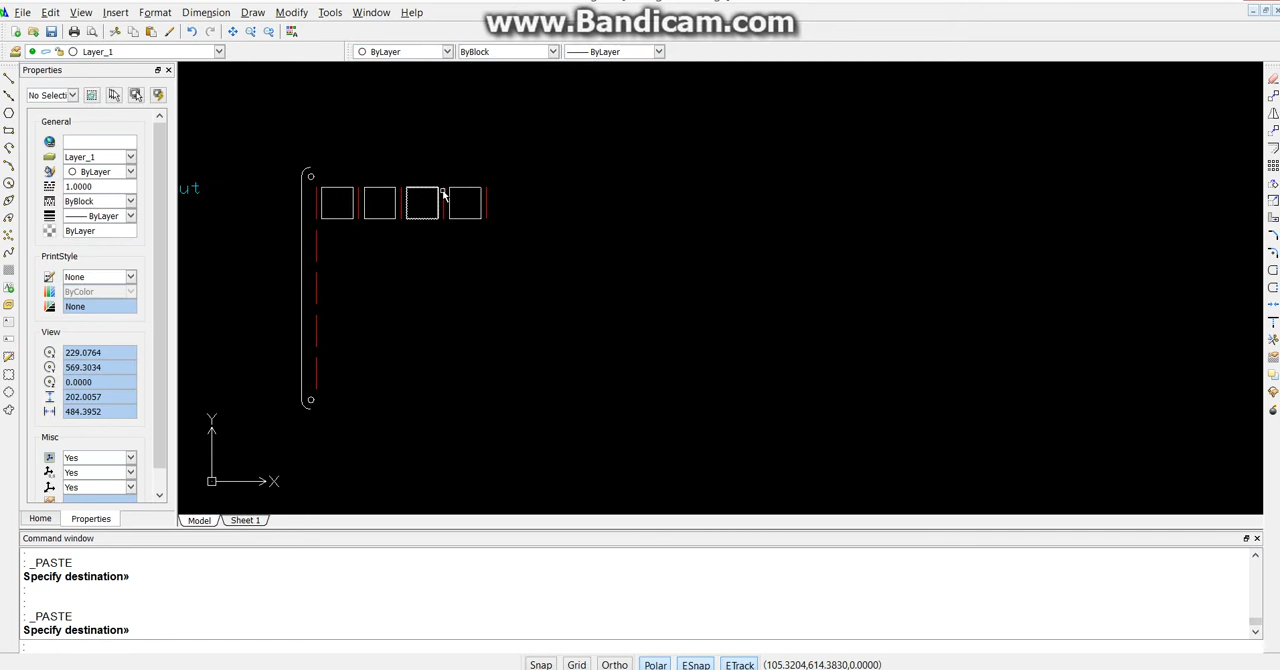 www.Bandicam.com
File Edit View Insert Format Dimension Draw Modify Tools Window Help
Layer_1 ByLayer ByBlock ByLayer
Properties
No Selecti
General
Layer_1
ByLayer
1.0000
ByBlock
ByLayer
ByLayer
PrintStyle
None
ByColor
None
View
229.0764
569.3034
0.0000
202.0057
484.3952
Misc
Yes
Yes
Yes
Home Properties
ut
Y
X
Model Sheet 1
Command window
:
: _PASTE
Specify destination»
:
:
: _PASTE
Specify destination»
:
Snap Grid Ortho Polar ESnap ETrack (105.3204,614.3830,0.0000)